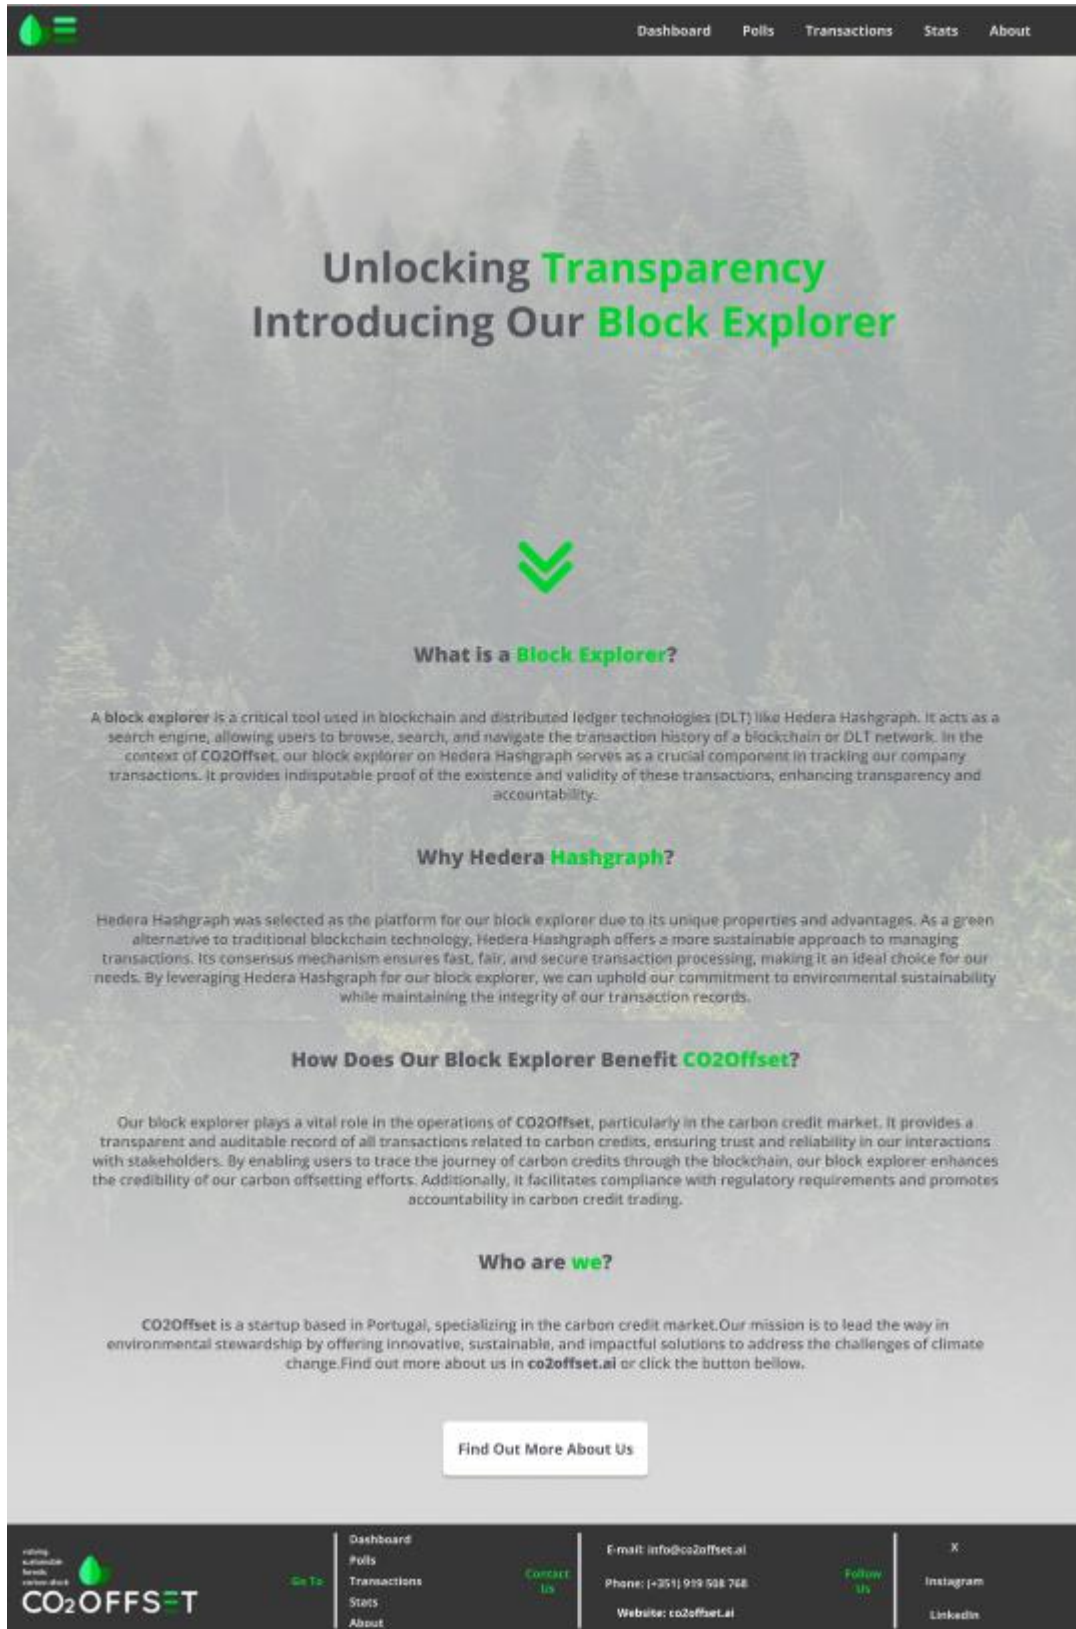 Dashboard Polls Transactions Stats About
Unlocking Transparency
Introducing Our Block Explorer
What is a Block Explorer?
A block explorer is a critical tool used in blockchain and distributed ledger technologies (DLT) like Hedera Hashgraph. It acts as a
search engine, allowing users to browse, search, and navigate the transaction history of a blockchain or DLT network. In the
context of CO2Offset, our block explorer on Hedera Hashgraph serves as a crucial component in tracking our company
transactions. It provides indisputable proof of the existence and validity of these transactions, enhancing transparency and
accountability.
Why Hedera Hashgraph?
Hedera Hashgraph was selected as the platform for our block explorer due to its unique properties and advantages. As a green
alternative to traditional blockchain technology, Hedera Hashgraph offers a more sustainable approach to managing
transactions. Its consensus mechanism ensures fast, fair, and secure transaction processing, making it an ideal choice for our
needs. By leveraging Hedera Hashgraph for our block explorer, we can uphold our commitment to environmental sustainability
while maintaining the integrity of our transaction records.
How Does Our Block Explorer Benefit CO2Offset?
Our block explorer plays a vital role in the operations of CO2Offset, particularly in the carbon credit market. It provides a
transparent and auditable record of all transactions related to carbon credits, ensuring trust and reliability in our interactions
with stakeholders. By enabling users to trace the journey of carbon credits through the blockchain, our block explorer enhances
the credibility of our carbon offsetting efforts. Additionally, it facilitates compliance with regulatory requirements and promotes
accountability in carbon credit trading.
Who are we?
CO2Offset is a startup based in Portugal, specializing in the carbon credit market.Our mission is to lead the way in
environmental stewardship by offering innovative, sustainable, and impactful solutions to address the challenges of climate
change.Find out more about us in co2offset.ai or click the button bellow.
Find Out More About Us
CO₂OFFSET
Go To
Dashboard
Polls
Transactions
Stats
About
Contact
Us
E-mail: info@co2offset.ai
Phone: (+351) 919 508 768
Website: co2offset.ai
Follow
Us
X
Instagram
LinkedIn